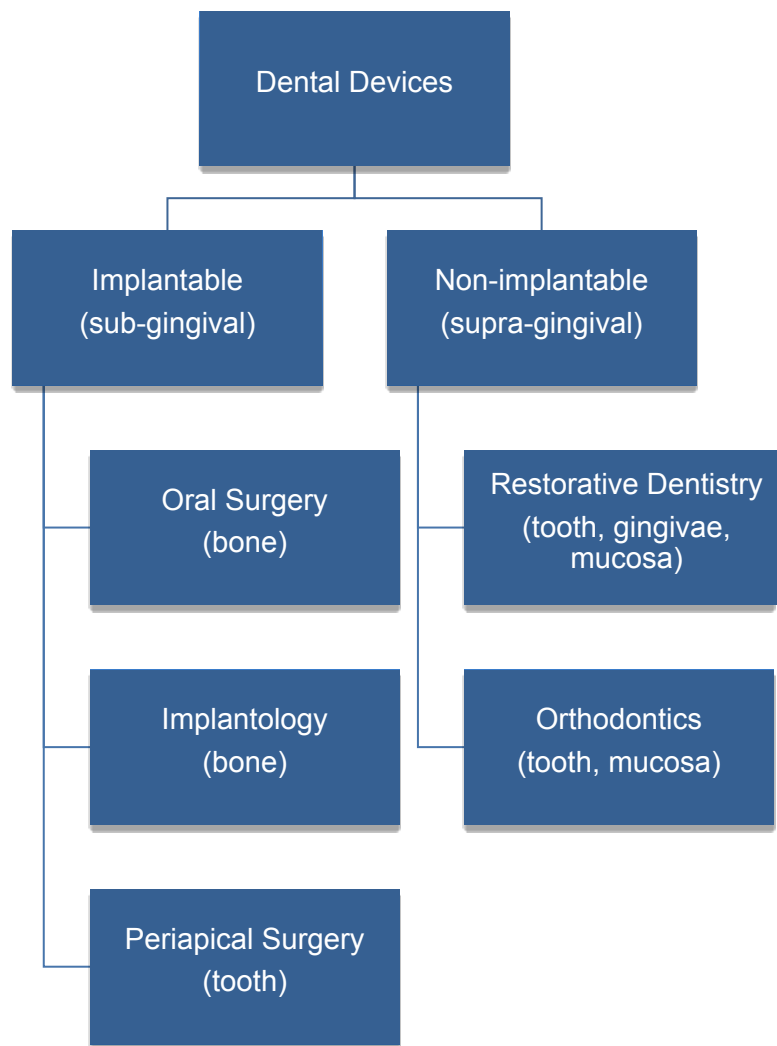 Dental Devices
Implantable
(sub-gingival)
Non-implantable
(supra-gingival)
Oral Surgery
(bone)
Implantology
(bone)
Periapical Surgery
(tooth)
Restorative Dentistry
(tooth, gingivae,
mucosa)
Orthodontics
(tooth, mucosa)